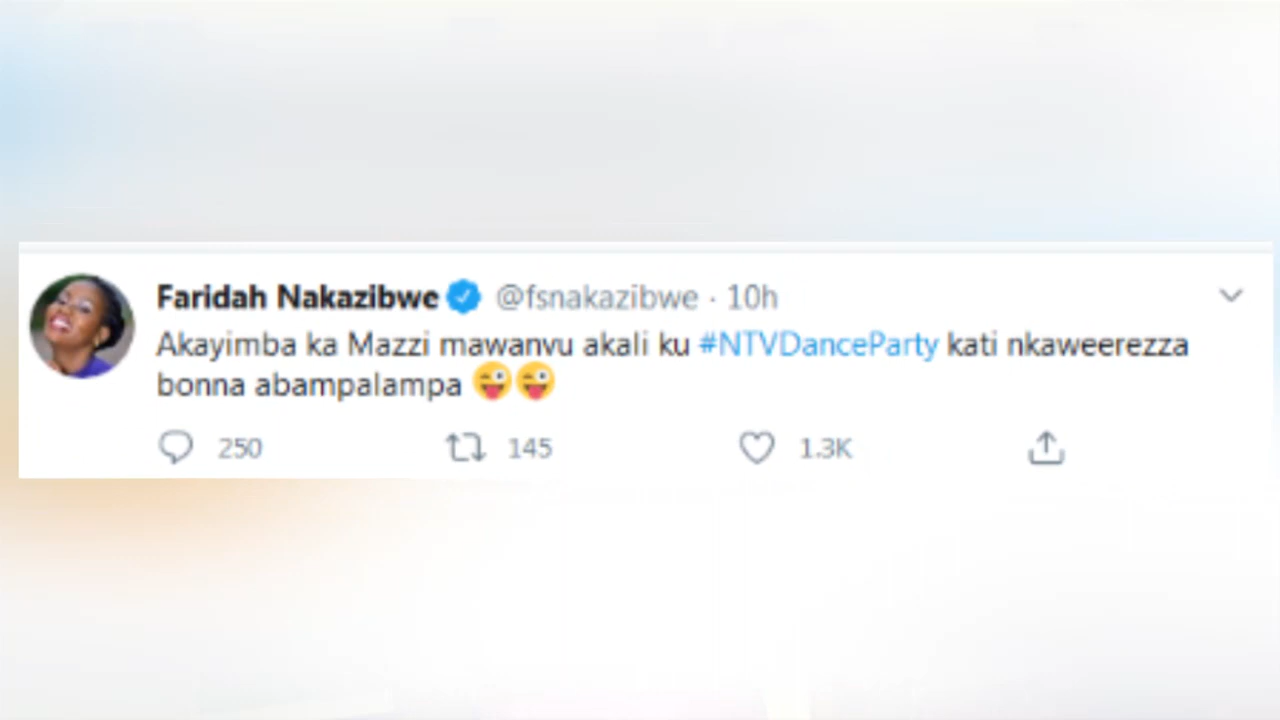 Faridah Nakazibwe @fsnakazibwe · 10h
Akayimba ka Mazzi mawanvu akali ku #NTVDanceParty kati nkaweerezza
bonna abampalampa 😜😜
250 145 1.3K